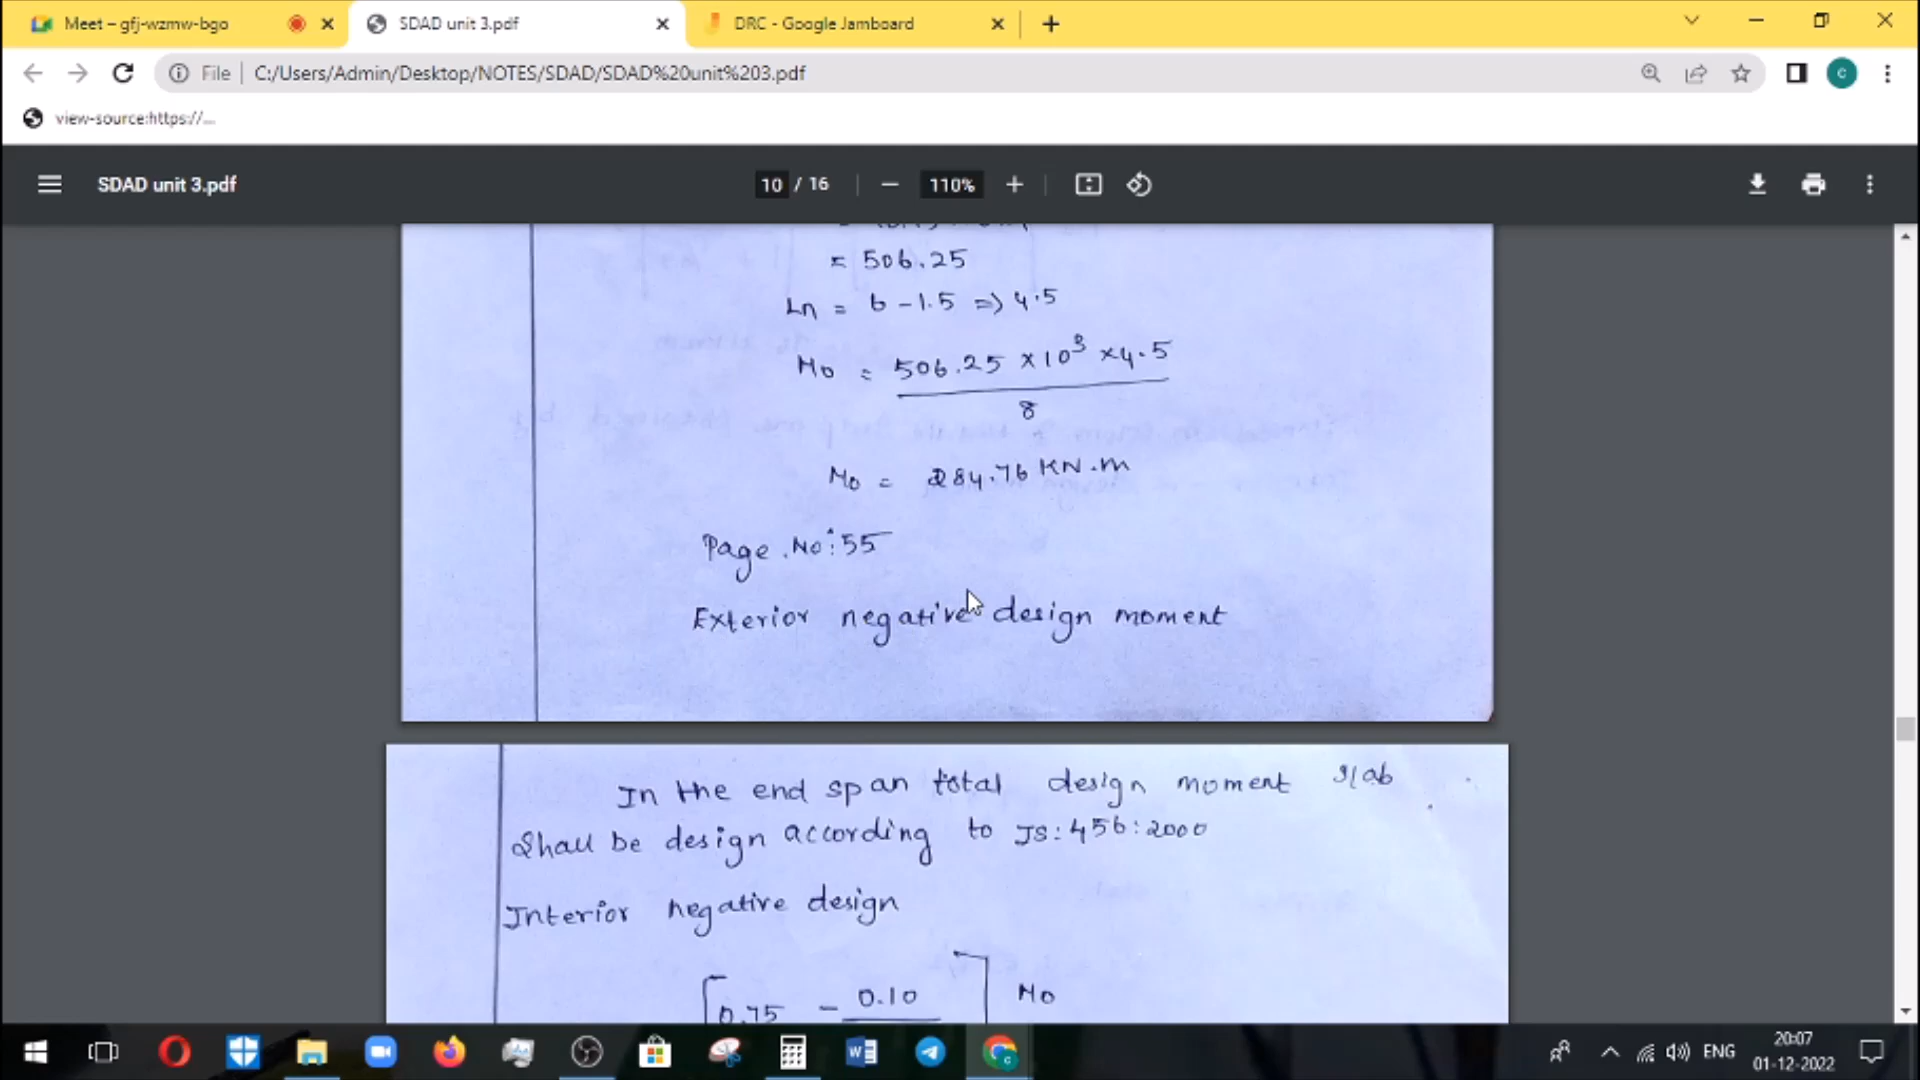 Meet – gfj-wzmw-bgo
SDAD unit 3.pdf
DRC - Google Jamboard
File
C:/Users/Admin/Desktop/NOTES/SDAD/SDAD%20unit%203.pdf
c
view-source:https://...
SDAD unit 3.pdf
10 / 16
110%
= 506.25
Ln = 6 - 1.5 => 4.5
Mo = 506.25 x 10³ x 4.5
8
Mo = 284.76 KN.m
Page .No:55
Exterior negative design moment
In the end span total design moment slab
Shall be design according to IS:456:2000
Interior negative design
0.75 - 0.10 Mo
ENG
20:07
01-12-2022